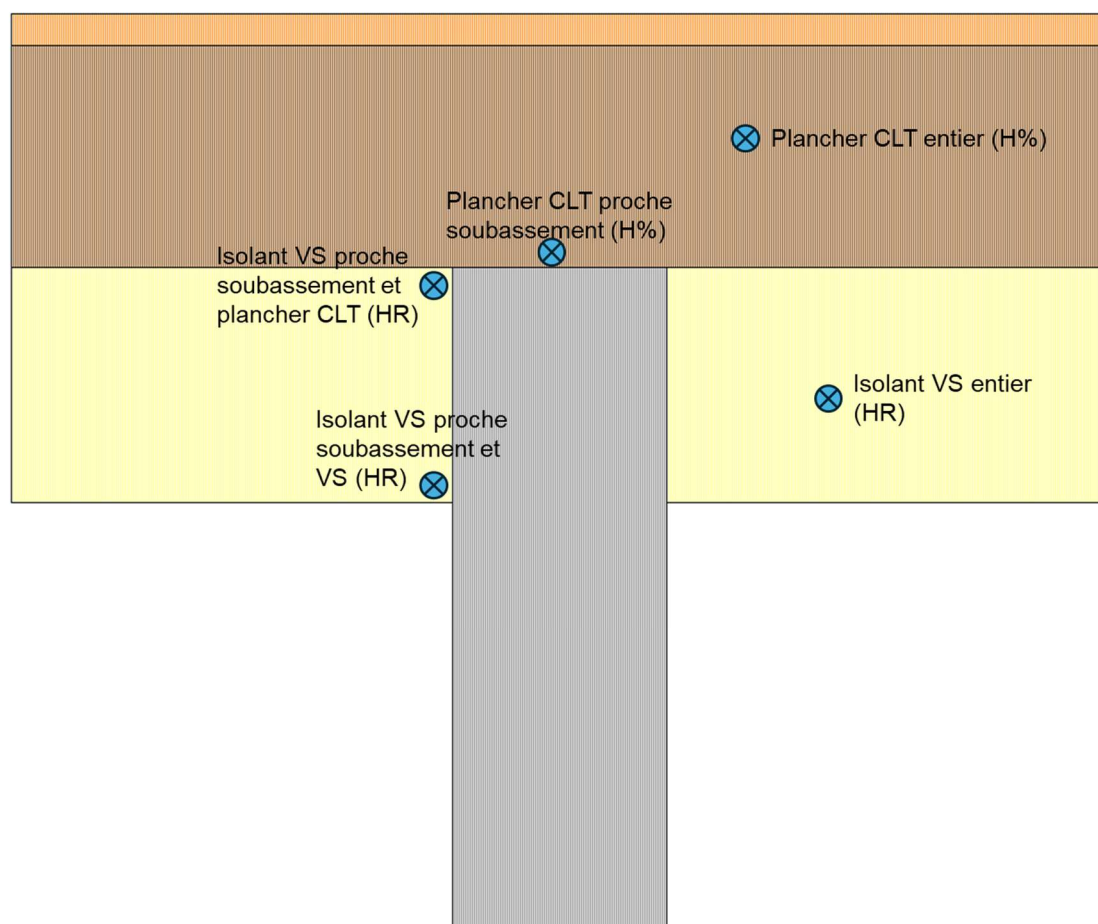 Plancher CLT entier (H%)
Plancher CLT proche
soubassement (H%)
Isolant VS proche
soubassement et
plancher CLT (HR)
Isolant VS entier
(HR)
Isolant VS proche
soubassement et
VS (HR)